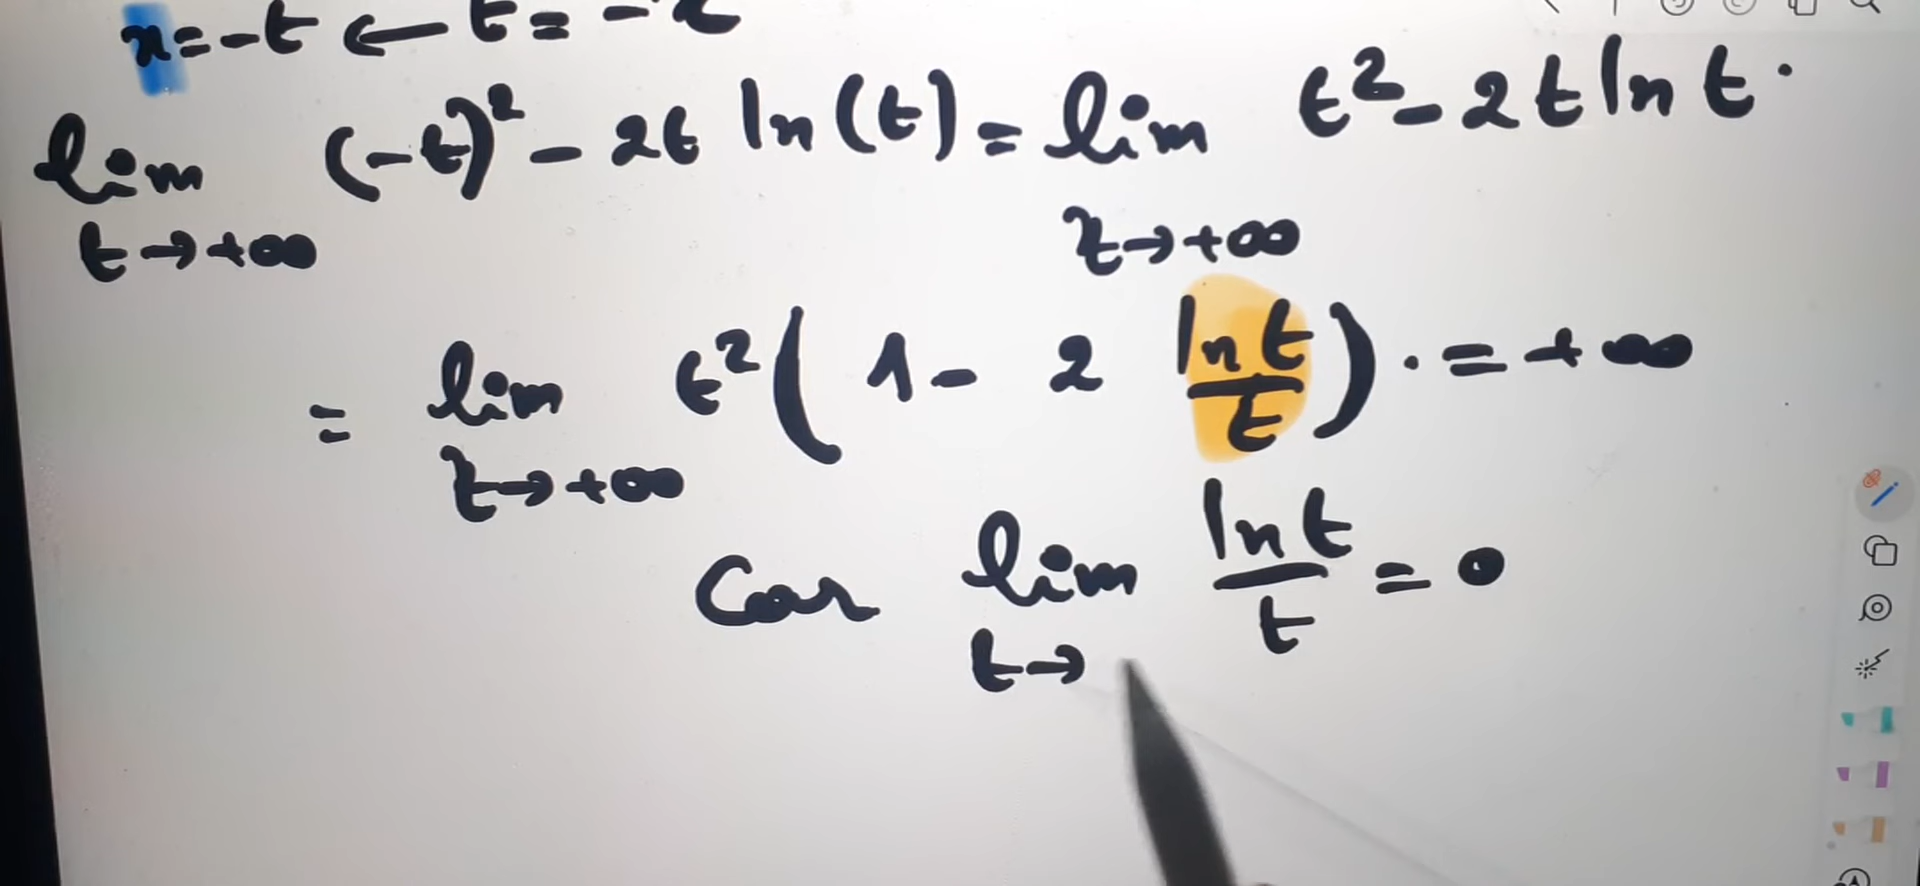 x=-t ← t=-x
lim (-t)² - 2t ln(t) = lim t² - 2t ln t.
t→+∞ t→+∞
= lim t²(1 - 2 ln t/t). = +∞
t→+∞
Car lim ln t/t = 0
t→